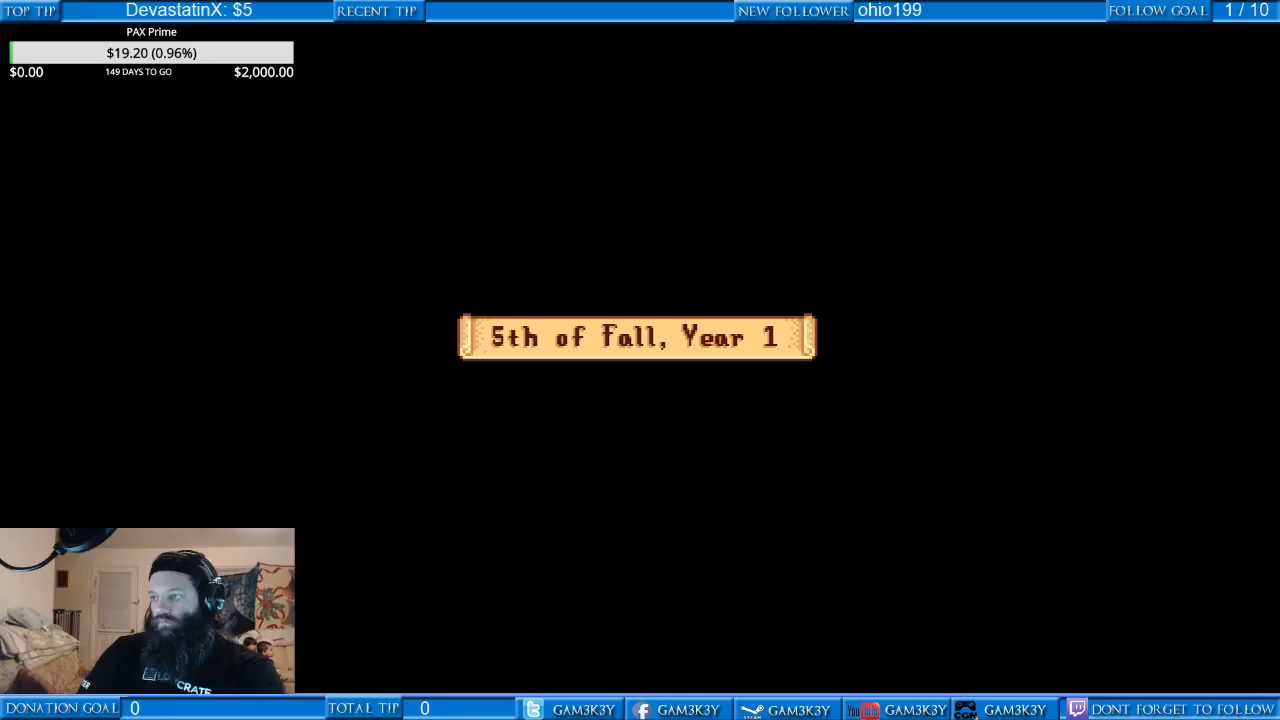 TOP TIP DevastatinX: $5 RECENT TIP NEW FOLLOWER ohio199 FOLLOW GOAL 1 / 10
PAX Prime
$19.20 (0.96%)
$0.00 149 DAYS TO GO $2,000.00
5th of Fall, Year 1
CRATE
DONATION GOAL 0 TOTAL TIP 0 GAM3K3Y GAM3K3Y STEAM GAM3K3Y YouTube GAM3K3Y GAM3K3Y DONT FORGET TO FOLLOW